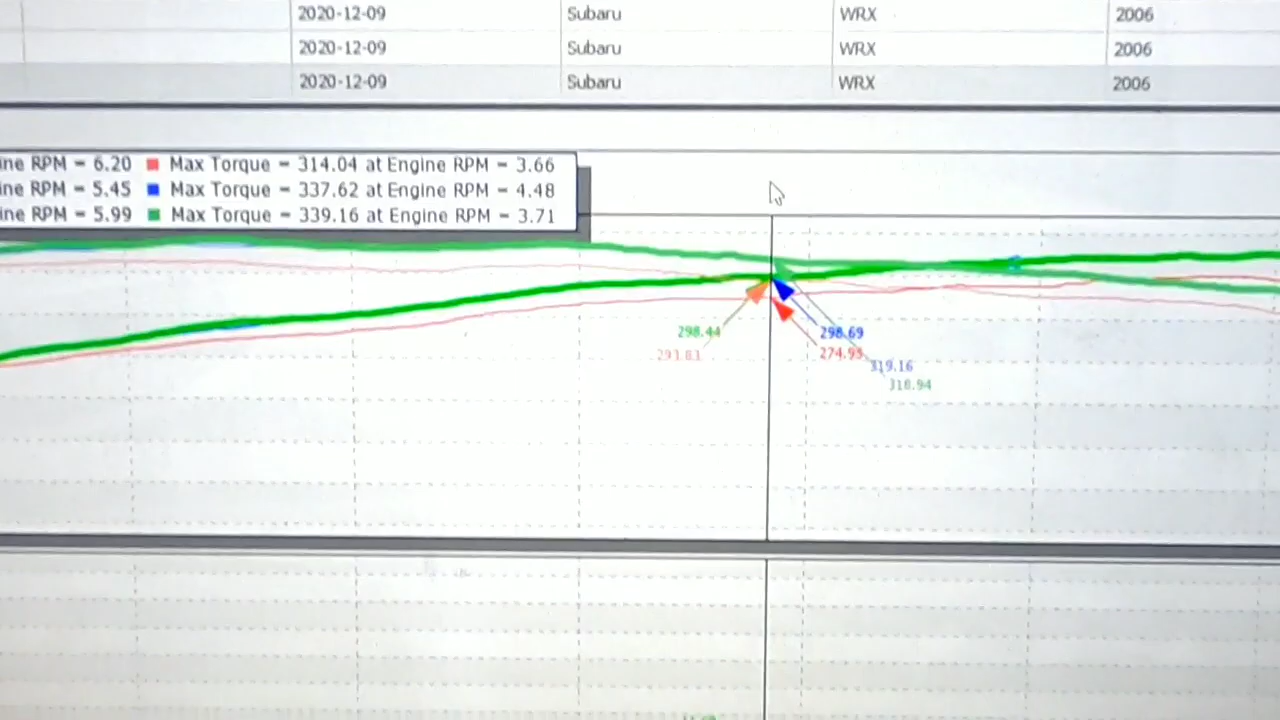 2020-12-09 Subaru WRX 2006
2020-12-09 Subaru WRX 2006
2020-12-09 Subaru WRX 2006
ine RPM = 6.20 Max Torque = 314.04 at Engine RPM = 3.66
ine RPM = 5.45 Max Torque = 337.62 at Engine RPM = 4.48
ine RPM = 5.99 Max Torque = 339.16 at Engine RPM = 3.71
298.44 298.69
274.95
319.16